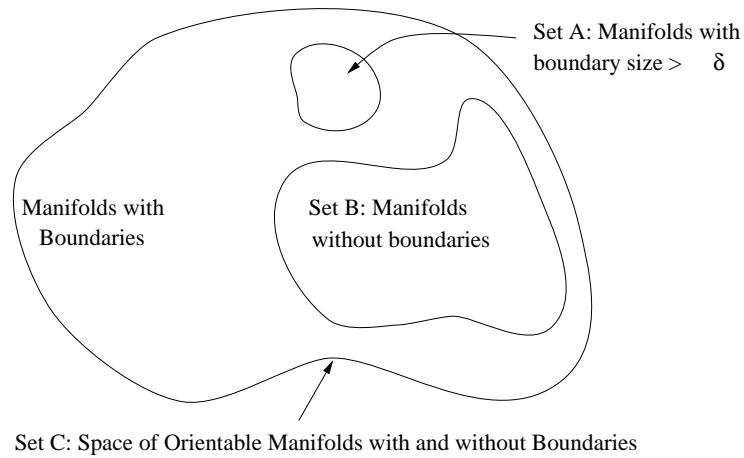 Set A: Manifolds with
boundary size > δ
Manifolds with
Boundaries
Set B: Manifolds
without boundaries
Set C: Space of Orientable Manifolds with and without Boundaries